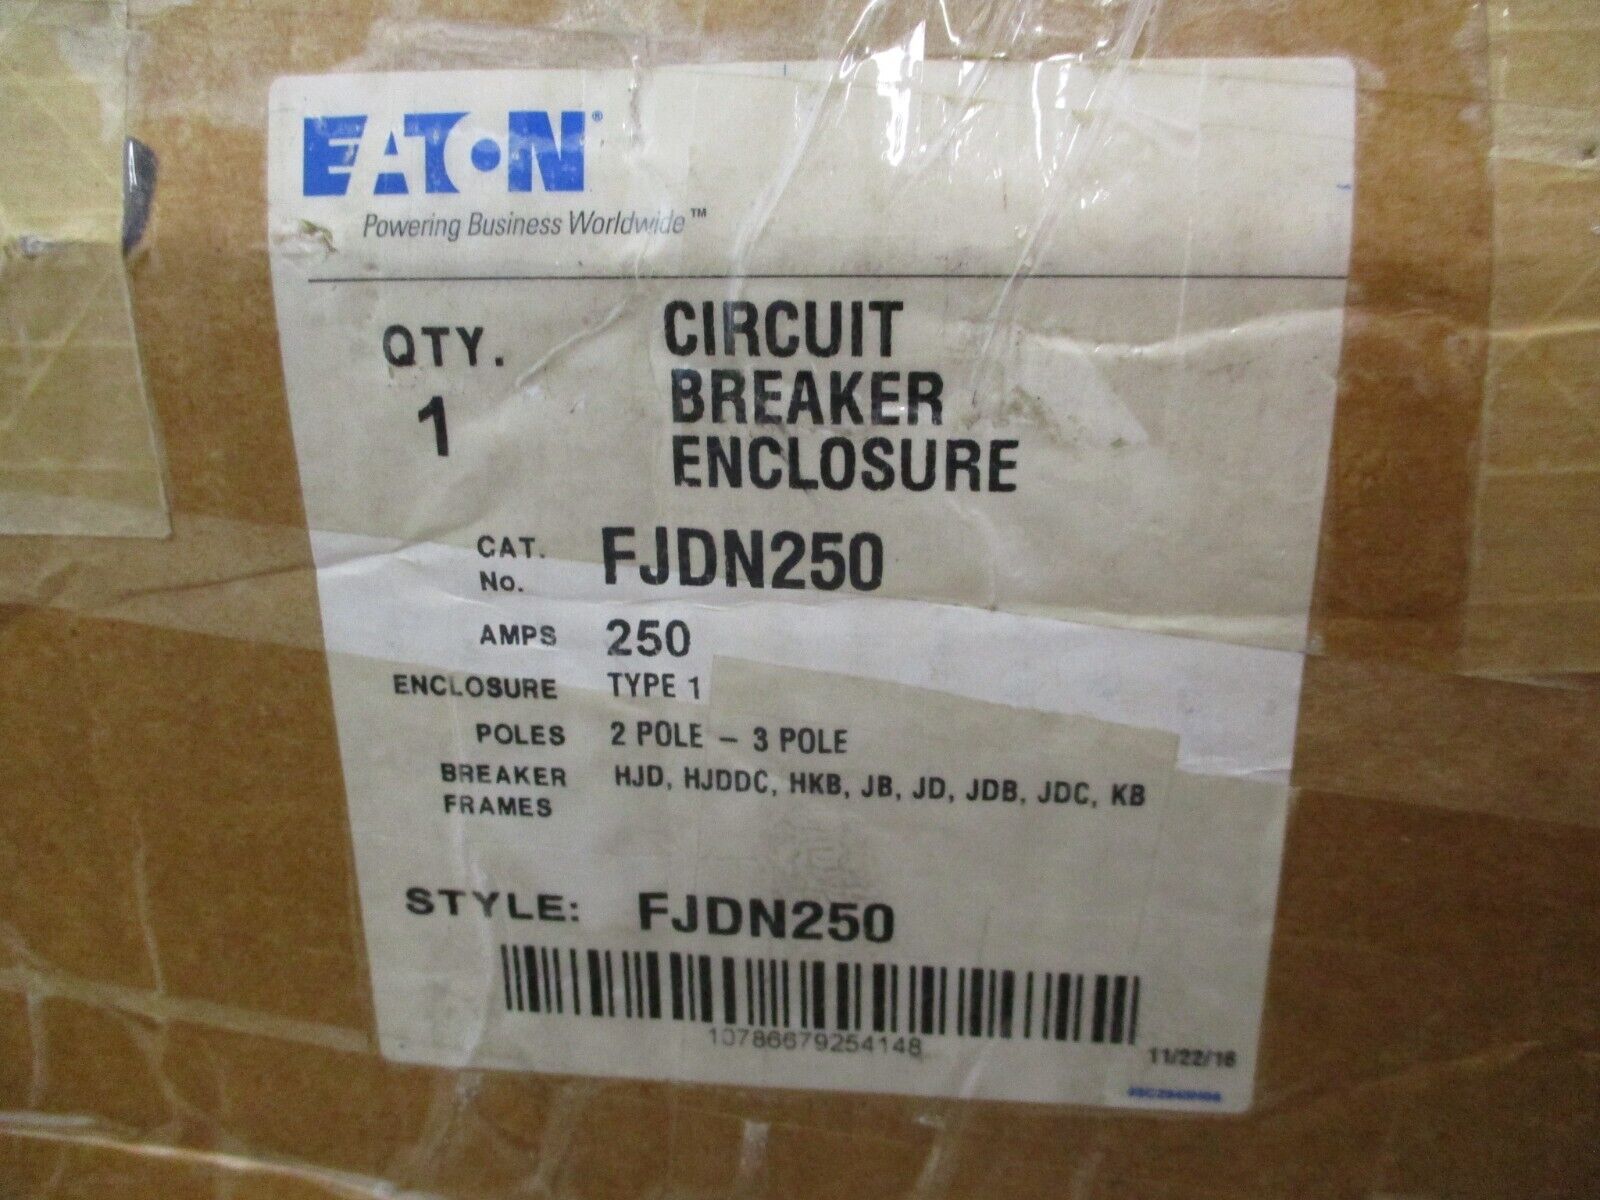 EATON®
Powering Business Worldwide™
QTY.
1
CIRCUIT
BREAKER
ENCLOSURE
CAT.
No.
FJDN250
AMPS 250
ENCLOSURE TYPE 1
POLES 2 POLE – 3 POLE
BREAKER
FRAMES
HJD, HJDDC, HKB, JB, JD, JDB, JDC, KB
STYLE: FJDN250
10786679254148
11/22/16